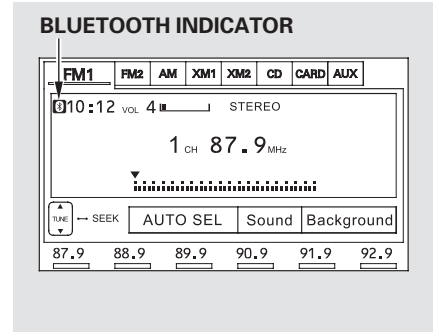 BLUETOOTH INDICATOR
FM1 FM2 AM XM1 XM2 CD CARD AUX
10:12 VOL 4 STEREO
1 CH 87.9 MHz
TUNE SEEK AUTO SEL Sound Background
87.9 88.9 89.9 90.9 91.9 92.9